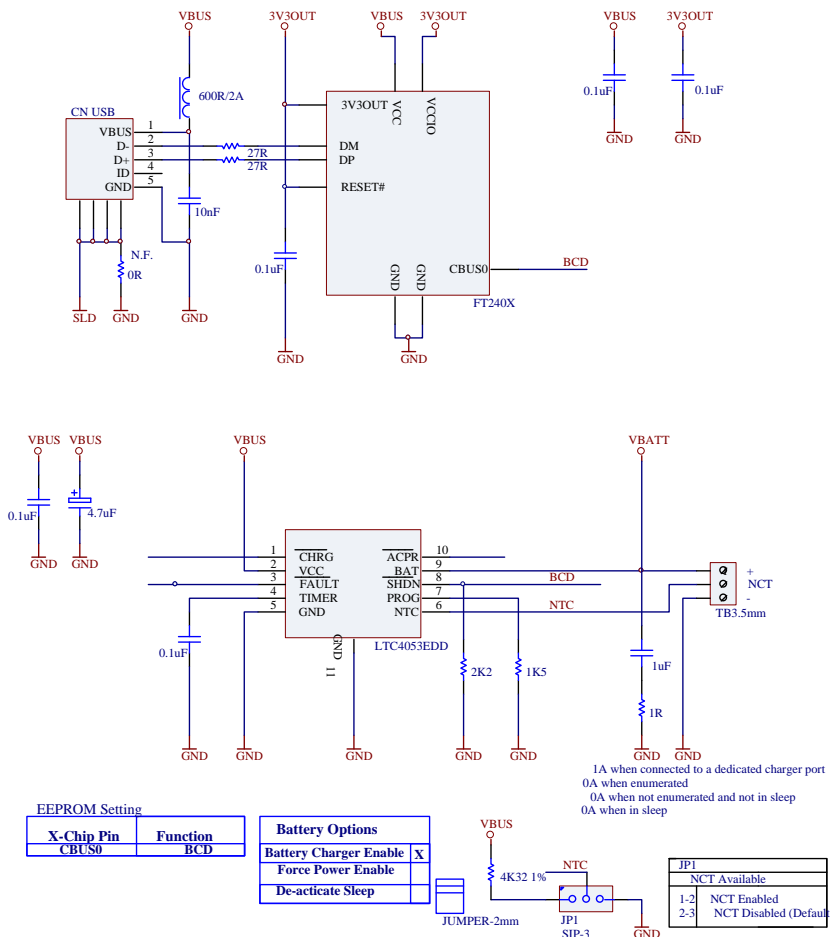 VBUS
3V3OUT
VBUS
3V3OUT
VBUS
3V3OUT
600R/2A
0.1uF
0.1uF
CN USB
VBUS
D-
D+
ID
GND
1
2
3
4
5
27R
27R
3V3OUT
VCC
VCCIO
DM
DP
RESET#
GND
GND
10nF
N.F.
0R
0.1uF
GND
GND
CBUS0
BCD
FT240X
SLD
GND
GND
GND
GND
VBUS
VBUS
VBUS
VBATT
0.1uF
+
4.7uF
GND
GND
1
2
3
4
5
CHRG
VCC
FAULT
TIMER
GND
ACPR
BAT
SHDN
PROG
NTC
10
9
8
7
6
BCD
NTC
+
NCT
-
TB3.5mm
0.1uF
GND
11
LTC4053EDD
2K2
1K5
1uF
1R
GND
GND
GND
GND
GND
GND
GND
1A when connected to a dedicated charger port
0A when enumerated
0A when not enumerated and not in sleep
0A when in sleep
EEPROM Setting
X-Chip Pin Function
CBUS0 BCD
Battery Options
Battery Charger Enable X
Force Power Enable
De-acticate Sleep
JUMPER-2mm
VBUS
4K32 1%
NTC
JP1
SIP-3
GND
JP1
NCT Available
1-2 NCT Enabled
2-3 NCT Disabled (Default